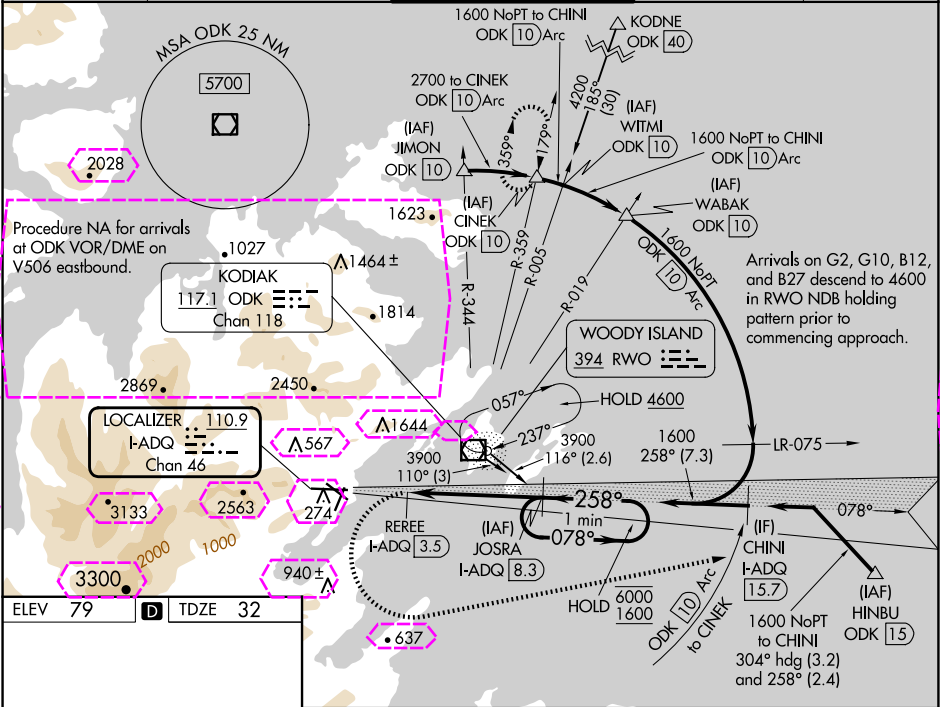 MSA ODK 25 NM
5700
2028
Procedure NA for arrivals
at ODK VOR/DME on
V506 eastbound.
1623
1027
1464 ±
1814
KODIAK
117.1 ODK
Chan 118
2869
2450
LOCALIZER 110.9
I-ADQ
Chan 46
567
1644
3133
2563
274
2000
1000
3300
940 ±
637
ELEV 79
D
TDZE 32
1600 NoPT to CHINI
ODK 10 Arc
KODNE
ODK 40
2700 to CINEK
ODK 10 Arc
4200
185°
(30)
(IAF)
JIMON
ODK 10
359°
179°
(IAF)
WITMI
ODK 10
1600 NoPT to CHINI
ODK 10 Arc
(IAF)
CINEK
ODK 10
(IAF)
WABAK
ODK 10
R-344
R-359
R-005
R-019
1600 NoPT
ODK 10 Arc
Arrivals on G2, G10, B12,
and B27 descend to 4600
in RWO NDB holding
pattern prior to
commencing approach.
WOODY ISLAND
394 RWO
057°
237°
HOLD 4600
3900
110° (3)
3900
116° (2.6)
1600
258° (7.3)
LR-075
258°
1 min
078°
078°
REREE
I-ADQ 3.5
(IAF)
JOSRA
I-ADQ 8.3
HOLD
6000
1600
(IF)
CHINI
I-ADQ
15.7
ODK 10 Arc
to CINEK
1600 NoPT
to CHINI
304° hdg (3.2)
and 258° (2.4)
(IAF)
HINBU
ODK 15